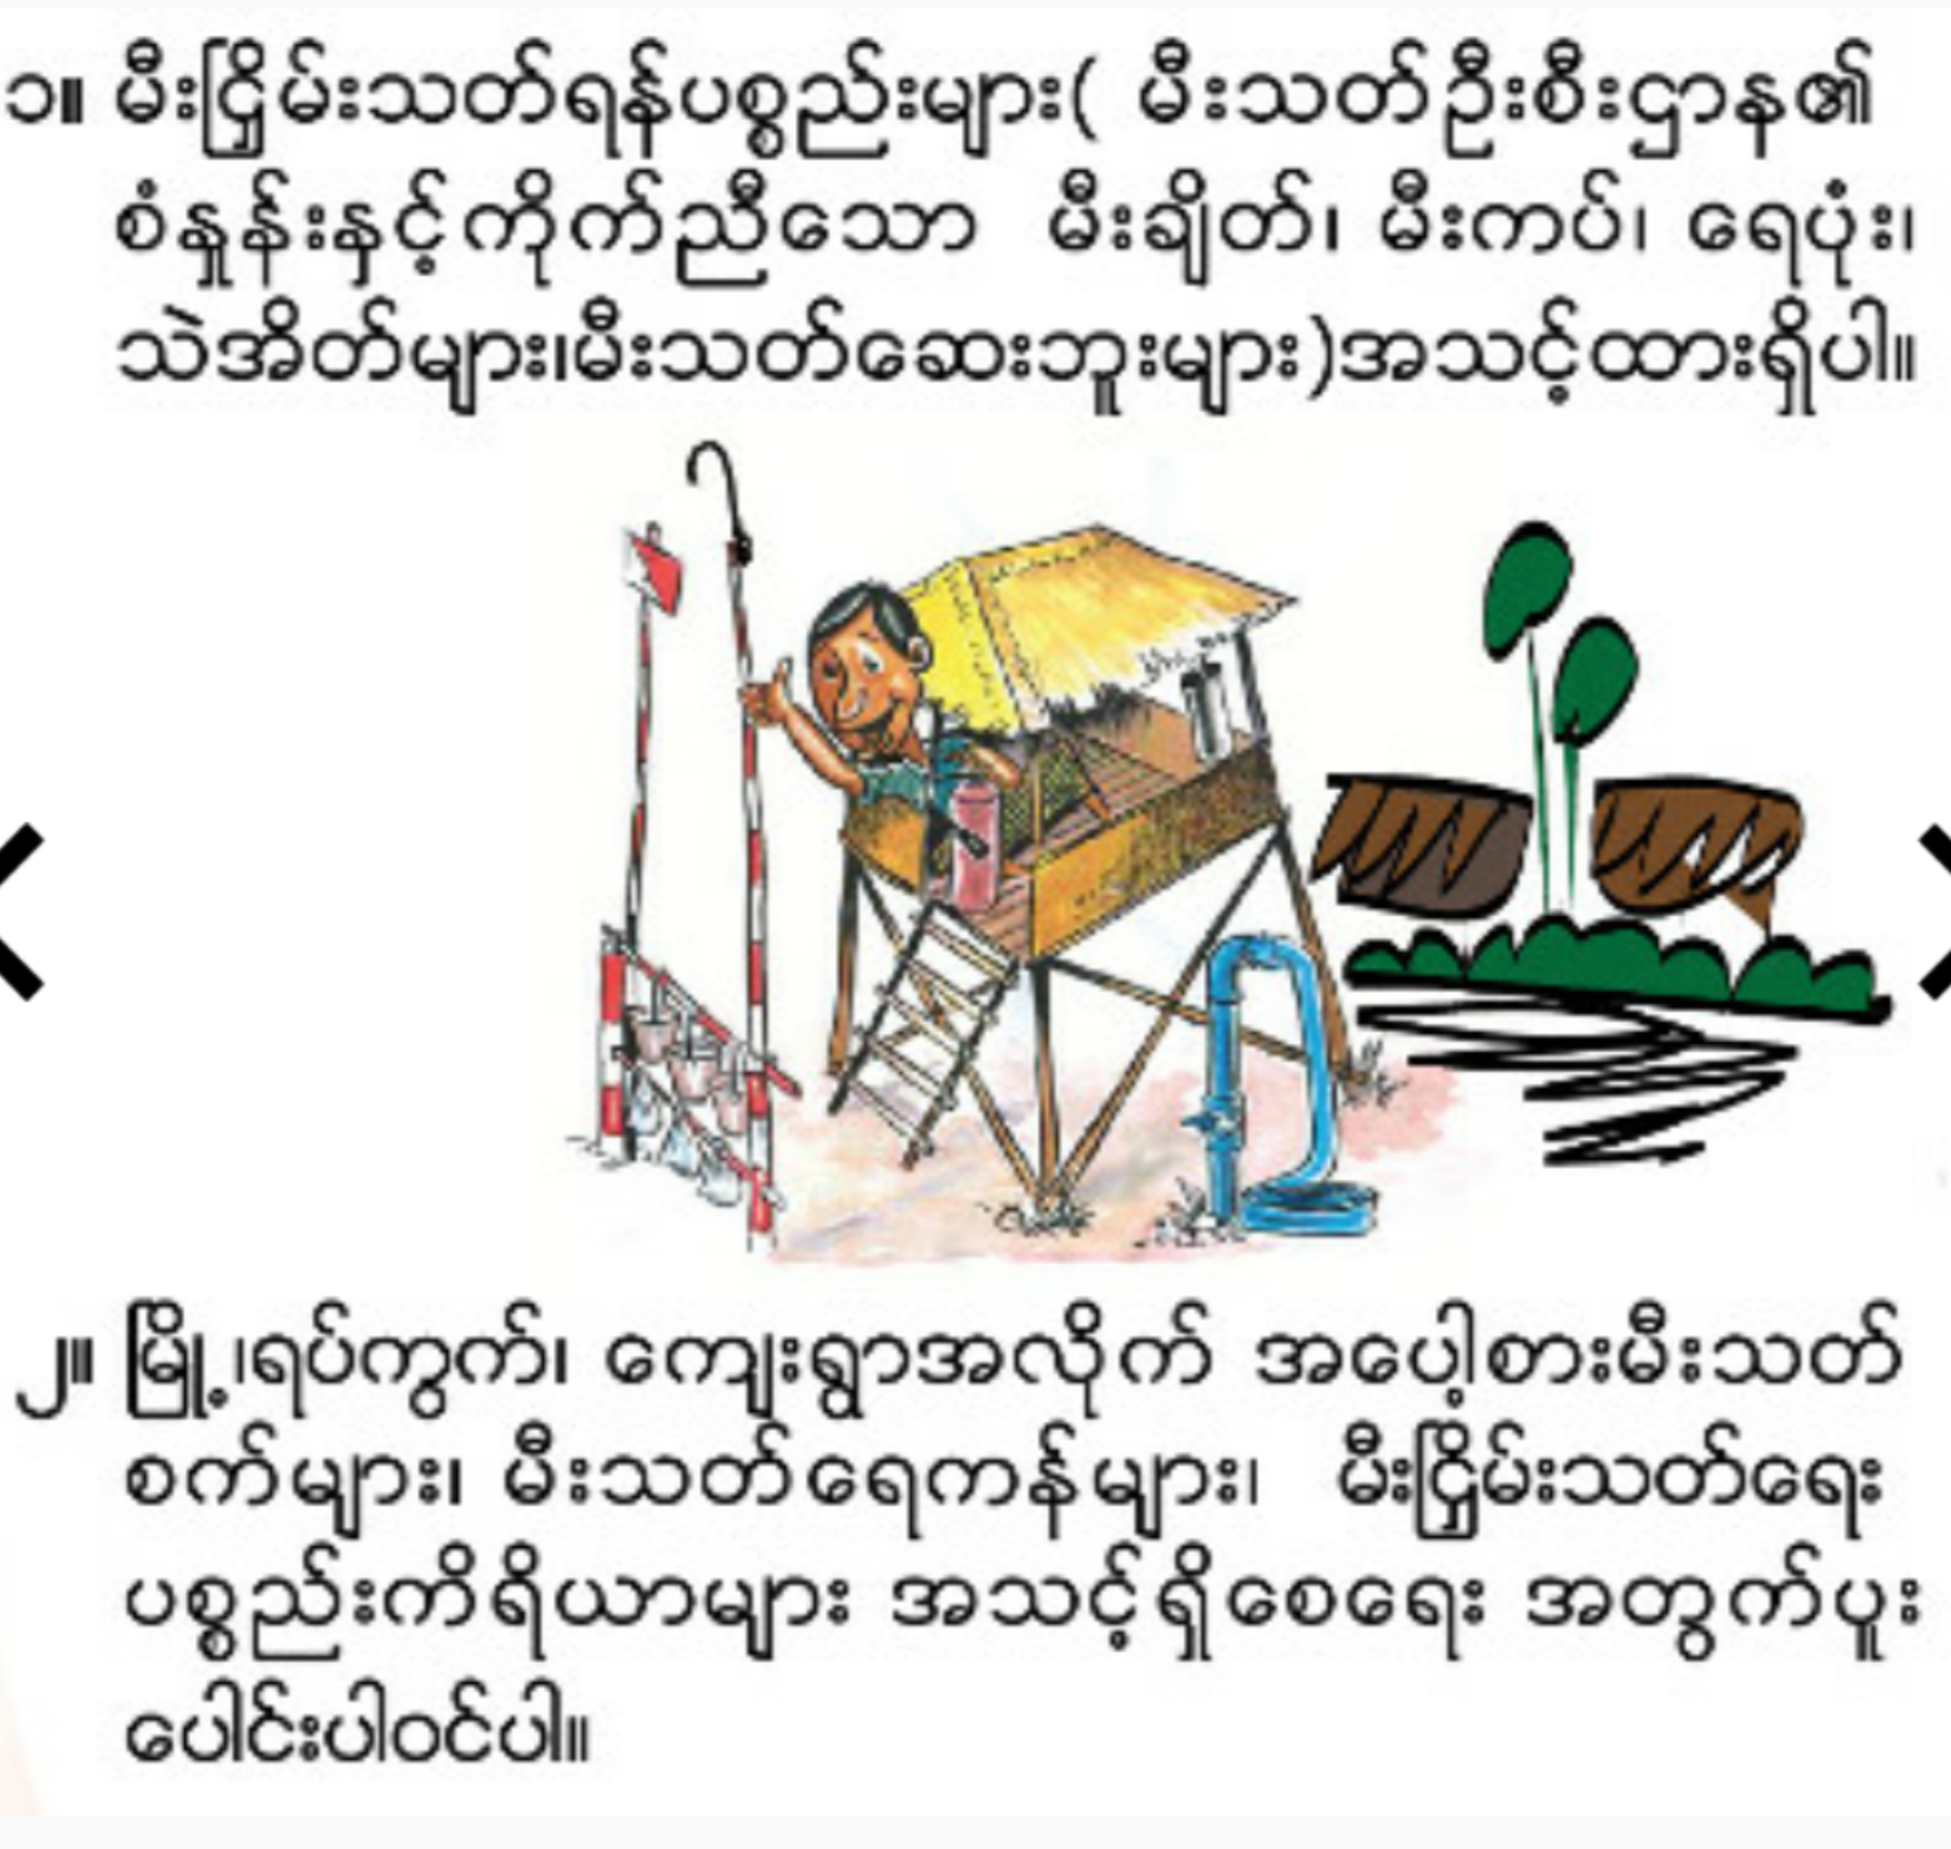 ၁။ မီးငြှိမ်းသတ်ရန်ပစ္စည်းများ( မီးသတ်ဦးစီးဌာန၏
စံနှုန်းနှင့်ကိုက်ညီသော မီးချိတ်၊ မီးကပ်၊ ရေပုံး၊
သဲအိတ်များ၊မီးသတ်ဆေးဘူးများ)အသင့်ထားရှိပါ။
၂။ မြို့၊ရပ်ကွက်၊ ကျေးရွာအလိုက် အပေါ့စားမီးသတ်
စက်များ၊ မီးသတ်ရေကန်များ၊ မီးငြှိမ်းသတ်ရေး
ပစ္စည်းကိရိယာများ အသင့်ရှိစေရေး အတွက်ပူး
ပေါင်းပါဝင်ပါ။